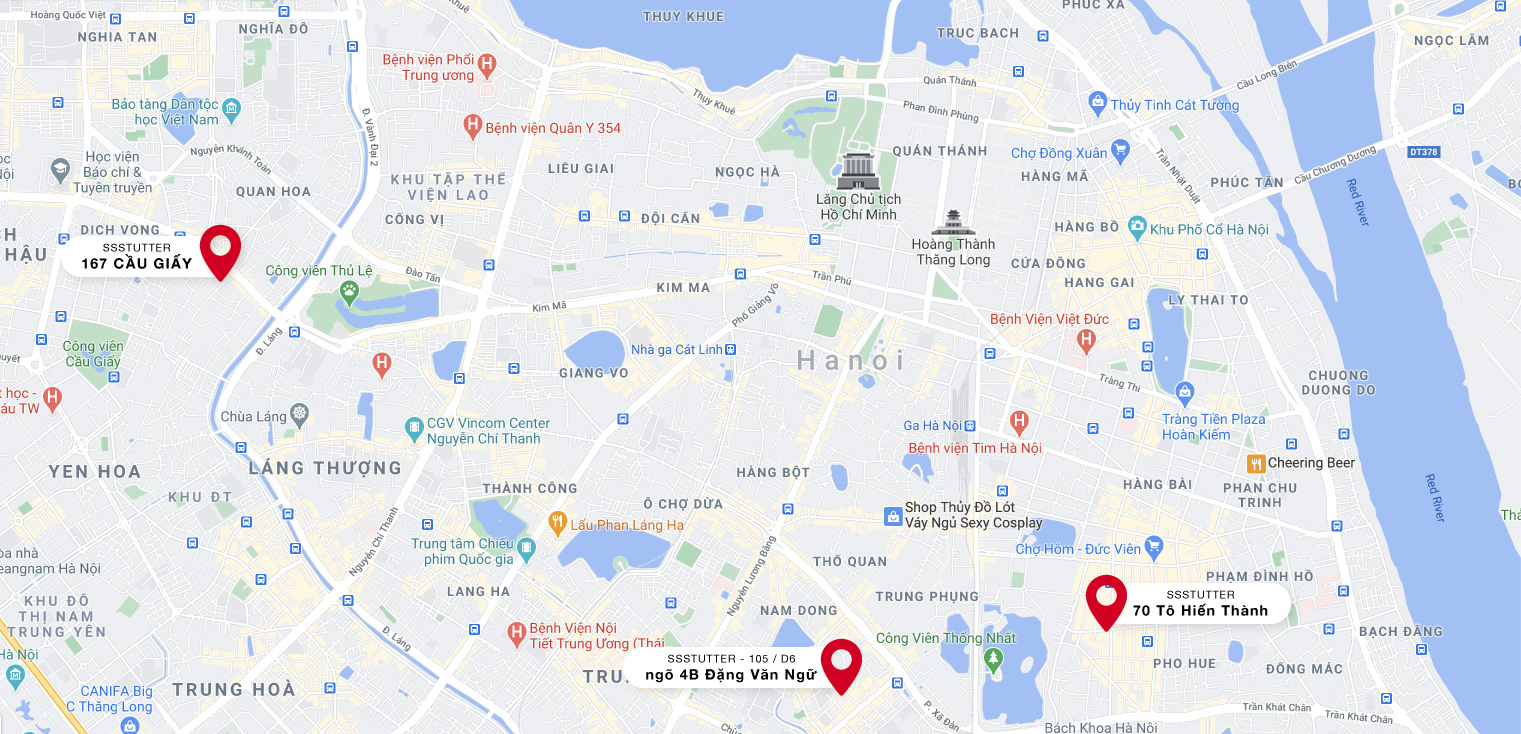 Hoàng Quốc Việt
NGHIA TAN
NGHĨA ĐÔ
THUY KHUE
PHUC XA
TRUC BACH
NGỌC LÂM
Bệnh viện Phổi
Trung ương
Quán Thánh
Cầu Long Biên
Bảo tàng Dân tộc
học Việt Nam
Đ. Vành Đai 2
Thụy Khuê
Phan Đình Phùng
Thủy Tinh Cát Tường
Bệnh viện Quân Y 354
Nguyễn Khánh Toàn
Học viện
Báo chí &
Tuyên truyền
LIÊU GIAI
NGỌC HÀ
QUÁN THÁNH
Chợ Đồng Xuân
HÀNG MÃ
Trần Nhật Duật
Cầu Chương Dương
DT378
QUAN HOA
KHU TẬP THỂ
VIỆN LAO
PHÚC TÂN
Red River
CỐNG VỊ
ĐỘI CẤN
Lăng Chủ tịch
Hồ Chí Minh
DICH VONG
HẬU
HÀNG BỒ
Khu Phố Cổ Hà Nội
SSSTUTTER
167 CẦU GIẤY
Hoàng Thành
Thăng Long
CỬA ĐÔNG
Công viên Thủ Lệ
Đào Tấn
Trần Phú
KIM MA
HANG GAI
LY THAI TO
Kim Mã
Phố Giảng Võ
Bệnh Viện Việt Đức
Đ. Láng
Công viên
Cầu Giấy
Nhà ga Cát Linh
Hanoi
GIANG VO
Tràng Thi
CHUONG
DUONG DO
t học -
áu TW
Chùa Láng
CGV Vincom Center
Nguyễn Chí Thanh
Ga Hà Nội
Tràng Tiền Plaza
Hoàn Kiếm
Bệnh viện Tim Hà Nội
Cheering Beer
YEN HOA
LÁNG THƯỢNG
HÀNG BỘT
KHU ĐT
THÀNH CÔNG
HÀNG BÀI
PHAN CHU
TRINH
Ô CHỢ DỪA
Red River
Shop Thủy Đồ Lót
Váy Ngủ Sexy Cosplay
Lẩu Phan Láng Hạ
Nguyễn Chí Thanh
Trung tâm Chiếu
phim Quốc gia
Nguyễn Lương Bằng
Chợ Hôm - Đức Viên
òa nhà
eangnam Hà Nội
THỔ QUAN
PHẠM ĐÌNH HỔ
LANG HA
KHU ĐÔ
THỊ NAM
TRUNG YÊN
TRUNG PHỤNG
SSSTUTTER
70 Tô Hiến Thành
NAM DONG
Đ. Láng
Bệnh Viện Nội
Tiết Trung Ương (Thái
Công Viên Thống Nhất
BẠCH ĐẰNG
Hà Nội
SSSTUTTER - 105 / D6
ngõ 4B Đặng Văn Ngữ
PHO HUE
ĐỐNG MÁC
TRUNG HOÀ
CANIFA Big
C Thăng Long
P. Xã Đàn
Trần Khát Chân
Trần Khát Chân
Bách Khoa Hà Nội